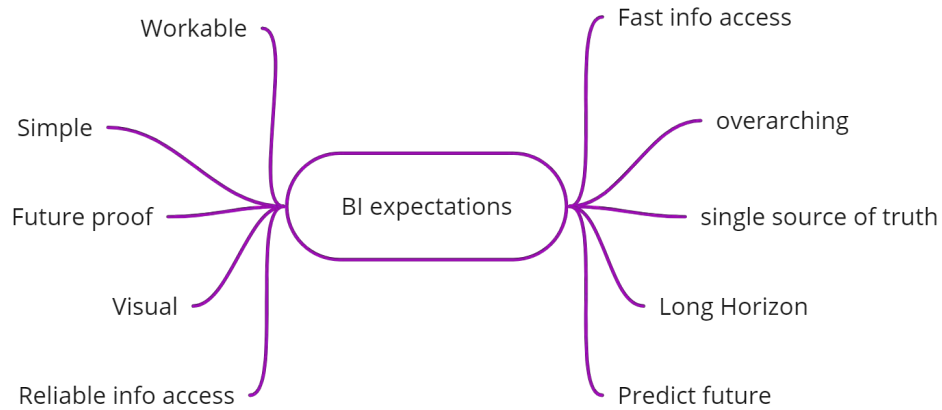 Workable
Simple
Future proof
Visual
Reliable info access
BI expectations
Fast info access
overarching
single source of truth
Long Horizon
Predict future